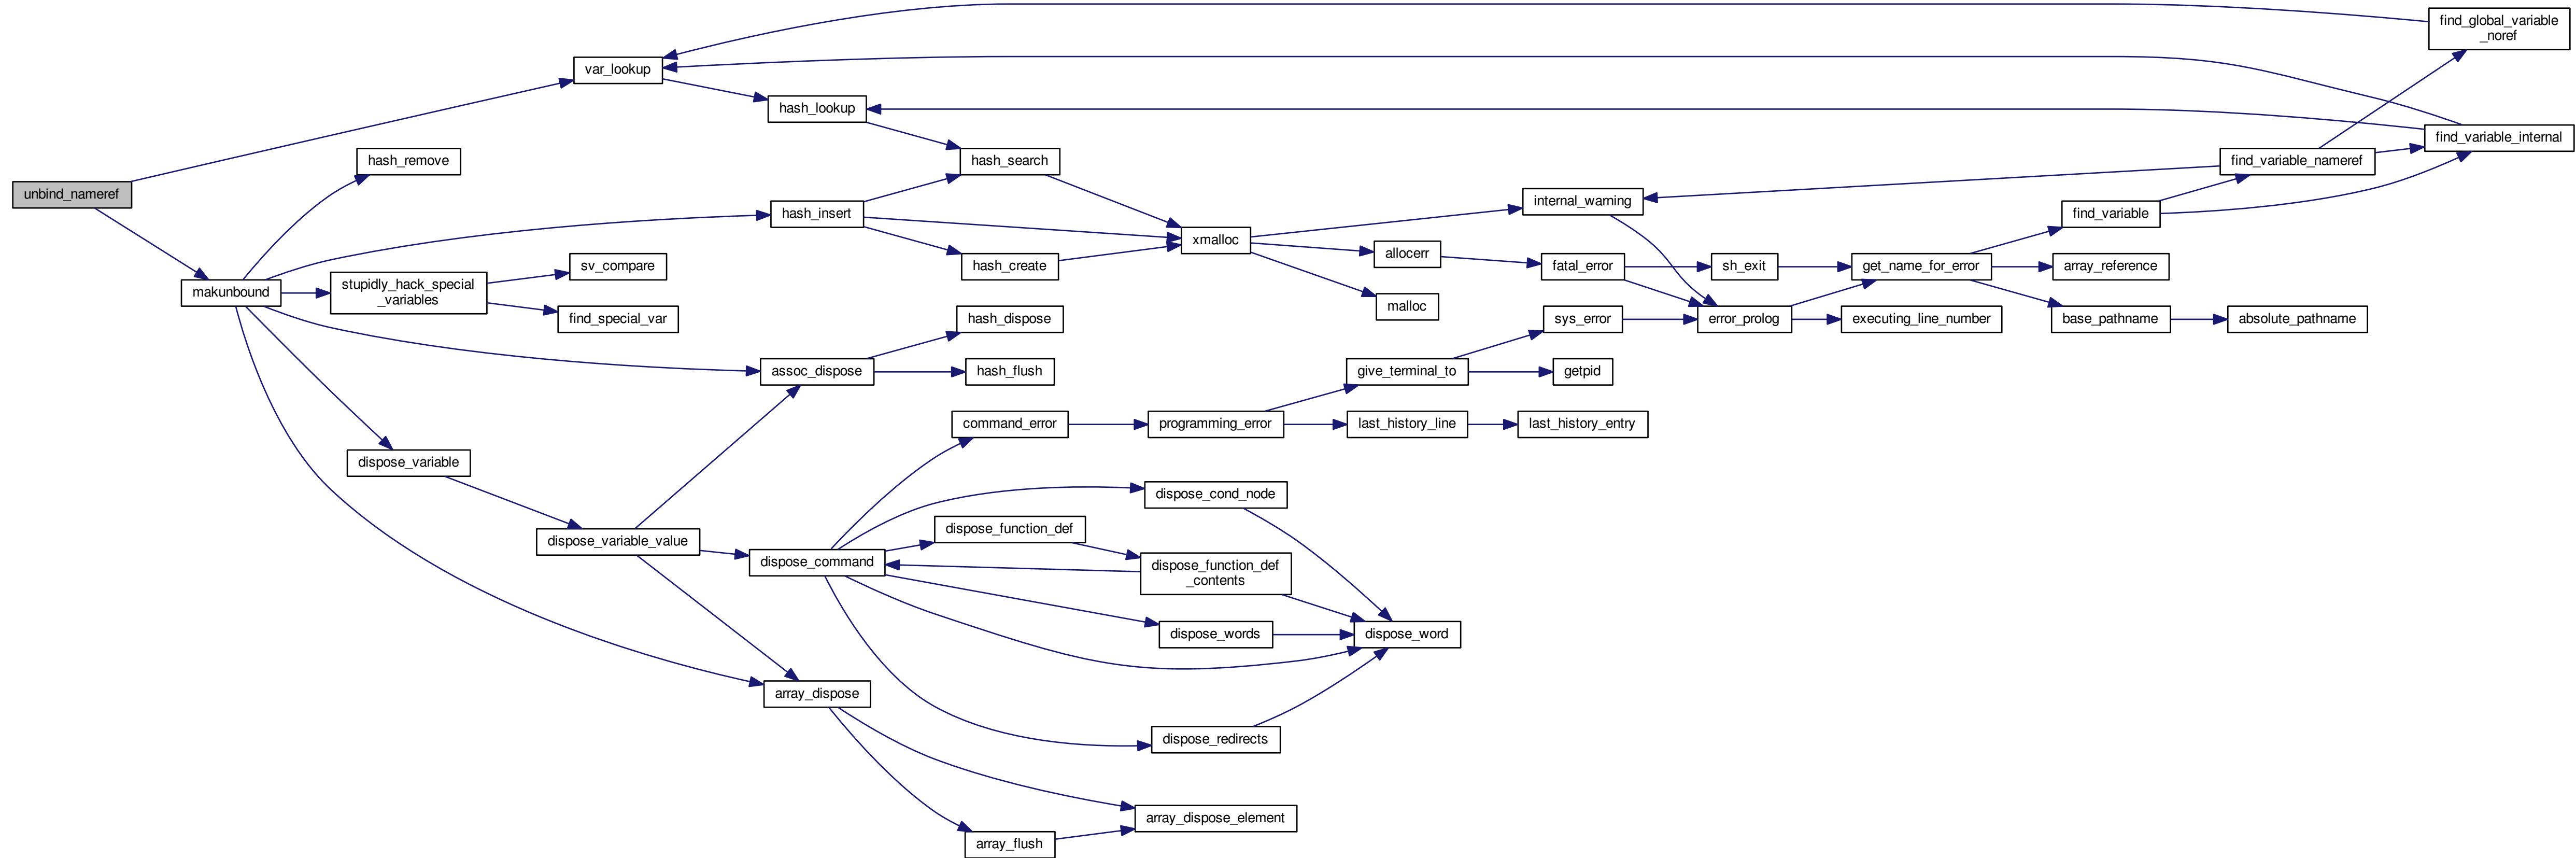 find_global_variable
_noref
var_lookup
hash_lookup
find_variable_internal
hash_remove
hash_search
find_variable_nameref
unbind_nameref
internal_warning
hash_insert
find_variable
xmalloc
allocerr
sv_compare
hash_create
fatal_error
sh_exit
get_name_for_error
array_reference
makunbound
stupidly_hack_special
_variables
malloc
find_special_var
hash_dispose
sys_error
error_prolog
executing_line_number
base_pathname
absolute_pathname
assoc_dispose
hash_flush
give_terminal_to
getpid
command_error
programming_error
last_history_line
last_history_entry
dispose_variable
dispose_cond_node
dispose_function_def
dispose_variable_value
dispose_command
dispose_function_def
_contents
dispose_words
dispose_word
array_dispose
dispose_redirects
array_dispose_element
array_flush